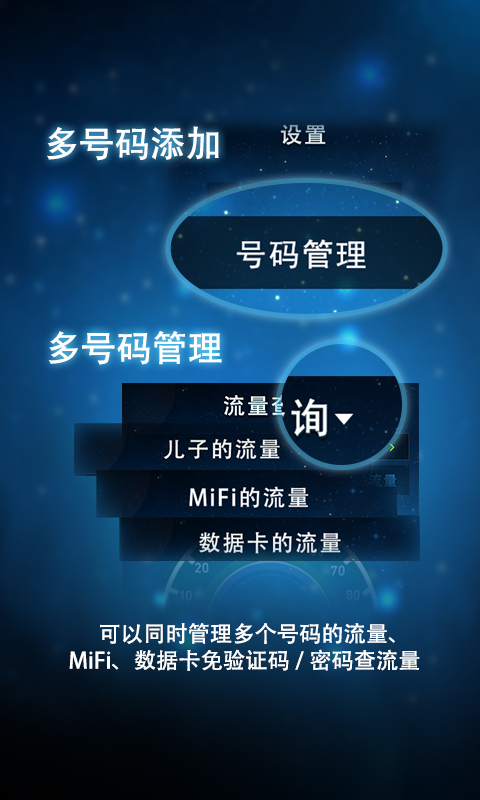 多号码添加
设置
号码管理
多号码管理
流量查询
儿子的流量
流量
MiFi的流量
数据卡的流量
20
70
10
80
可以同时管理多个号码的流量、
MiFi、数据卡免验证码 / 密码查流量